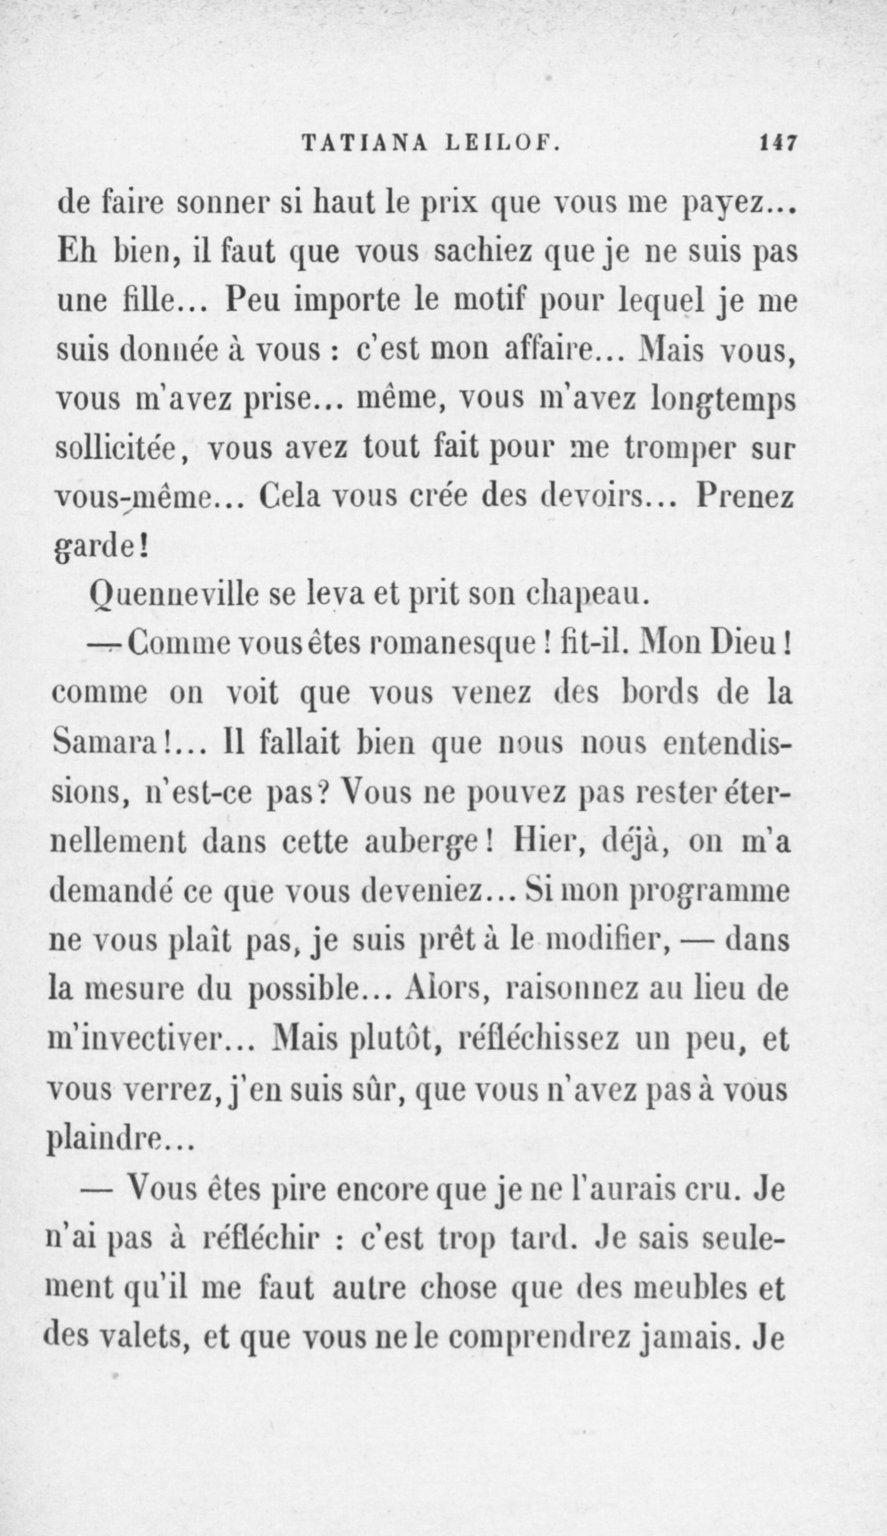 TATIANA LEILOF. 147
de faire sonner si haut le prix que vous me payez...
Eh bien, il faut que vous sachiez que je ne suis pas
une fille... Peu importe le motif pour lequel je me
suis donnée à vous : c'est mon affaire... Mais vous,
vous m'avez prise... même, vous m'avez longtemps
sollicitée, vous avez tout fait pour me tromper sur
vous-même... Cela vous crée des devoirs... Prenez
garde!
Quenneville se leva et prit son chapeau.
— Comme vous êtes romanesque ! fit-il. Mon Dieu !
comme on voit que vous venez des bords de la
Samara!... Il fallait bien que nous nous entendis-
sions, n'est-ce pas? Vous ne pouvez pas rester éter-
nellement dans cette auberge! Hier, déjà, on m'a
demandé ce que vous deveniez... Si mon programme
ne vous plaît pas, je suis prêt à le modifier, — dans
la mesure du possible... Alors, raisonnez au lieu de
m'invectiver... Mais plutôt, réfléchissez un peu, et
vous verrez, j'en suis sûr, que vous n'avez pas à vous
plaindre...
— Vous êtes pire encore que je ne l'aurais cru. Je
n'ai pas à réfléchir : c'est trop tard. Je sais seule-
ment qu'il me faut autre chose que des meubles et
des valets, et que vous ne le comprendrez jamais. Je